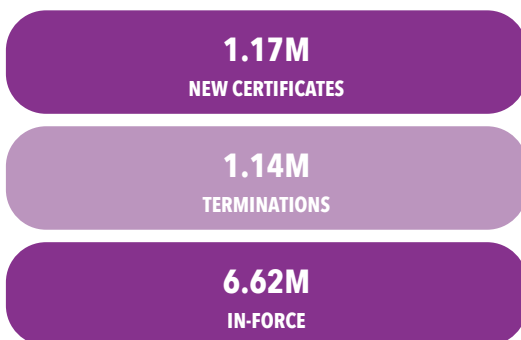 1.17M
NEW CERTIFICATES
1.14M
TERMINATIONS
6.62M
IN-FORCE